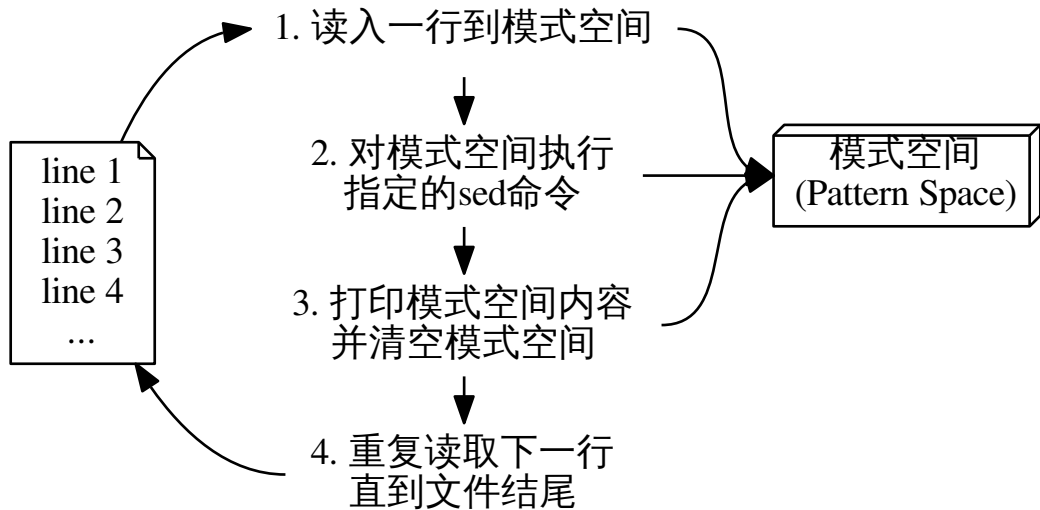 1. 读入一行到模式空间
line 1
line 2
line 3
line 4
...
2. 对模式空间执行
指定的sed命令
模式空间
(Pattern Space)
3. 打印模式空间内容
并清空模式空间
4. 重复读取下一行
直到文件结尾